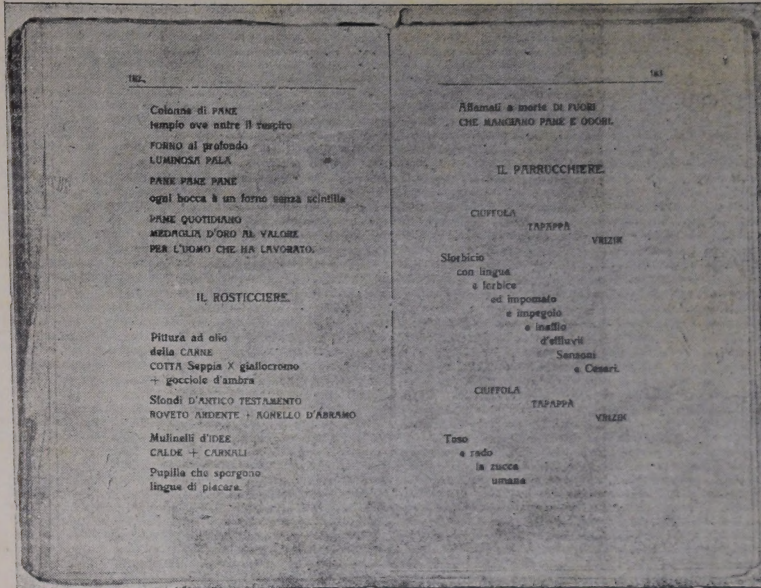 182
Colonne di PANE
tempio ove entre il respiro
FORNO al profondo
LUMINOSA PALA
PANE PANE PANE
ogni bocca è un forno senza scintille
PANE QUOTIDIANO
MEDAGLIA D'ORO AL VALORE
PER L'UOMO CHE HA LAVORATO.
IL ROSTICCIERE.
Pittura ad olio
della CARNE
COTTA Seppia X giallocromo
+ gocciole d'ambra
Sfondi D'ANTICO TESTAMENTO
ROVETO ARDENTE + AGNELLO D'ABRAMO
Mulinelli d'IDEE
CALDE + CARNALI
Pupille che sporgono
lingue di piacere.
183
Affamati a morte DI FUORI
CHE MANGIANO PANE E ODORI.
IL PARRUCCHIERE
CIUFFOLA
TAPAPPÀ
VRIZIK
Sforbicio
con lingua
e forbice
ed impomato
e impegolo
e inaffio
d'effluvii
Sansoni
e Cesari.
CIUFFOLA
TAPAPPÀ
VRIZIK
Toso
e rado
la zucca
umana